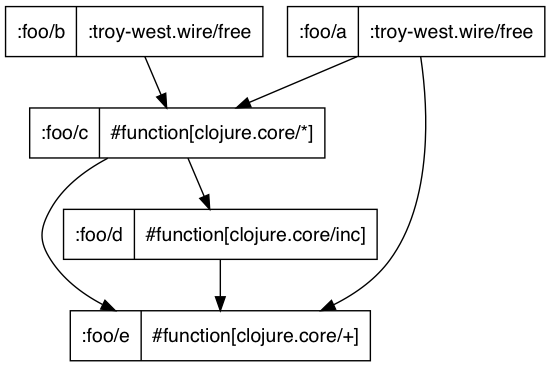 :foo/b :troy-west.wire/free
:foo/a :troy-west.wire/free
:foo/c #function[clojure.core/*]
:foo/d #function[clojure.core/inc]
:foo/e #function[clojure.core/+]